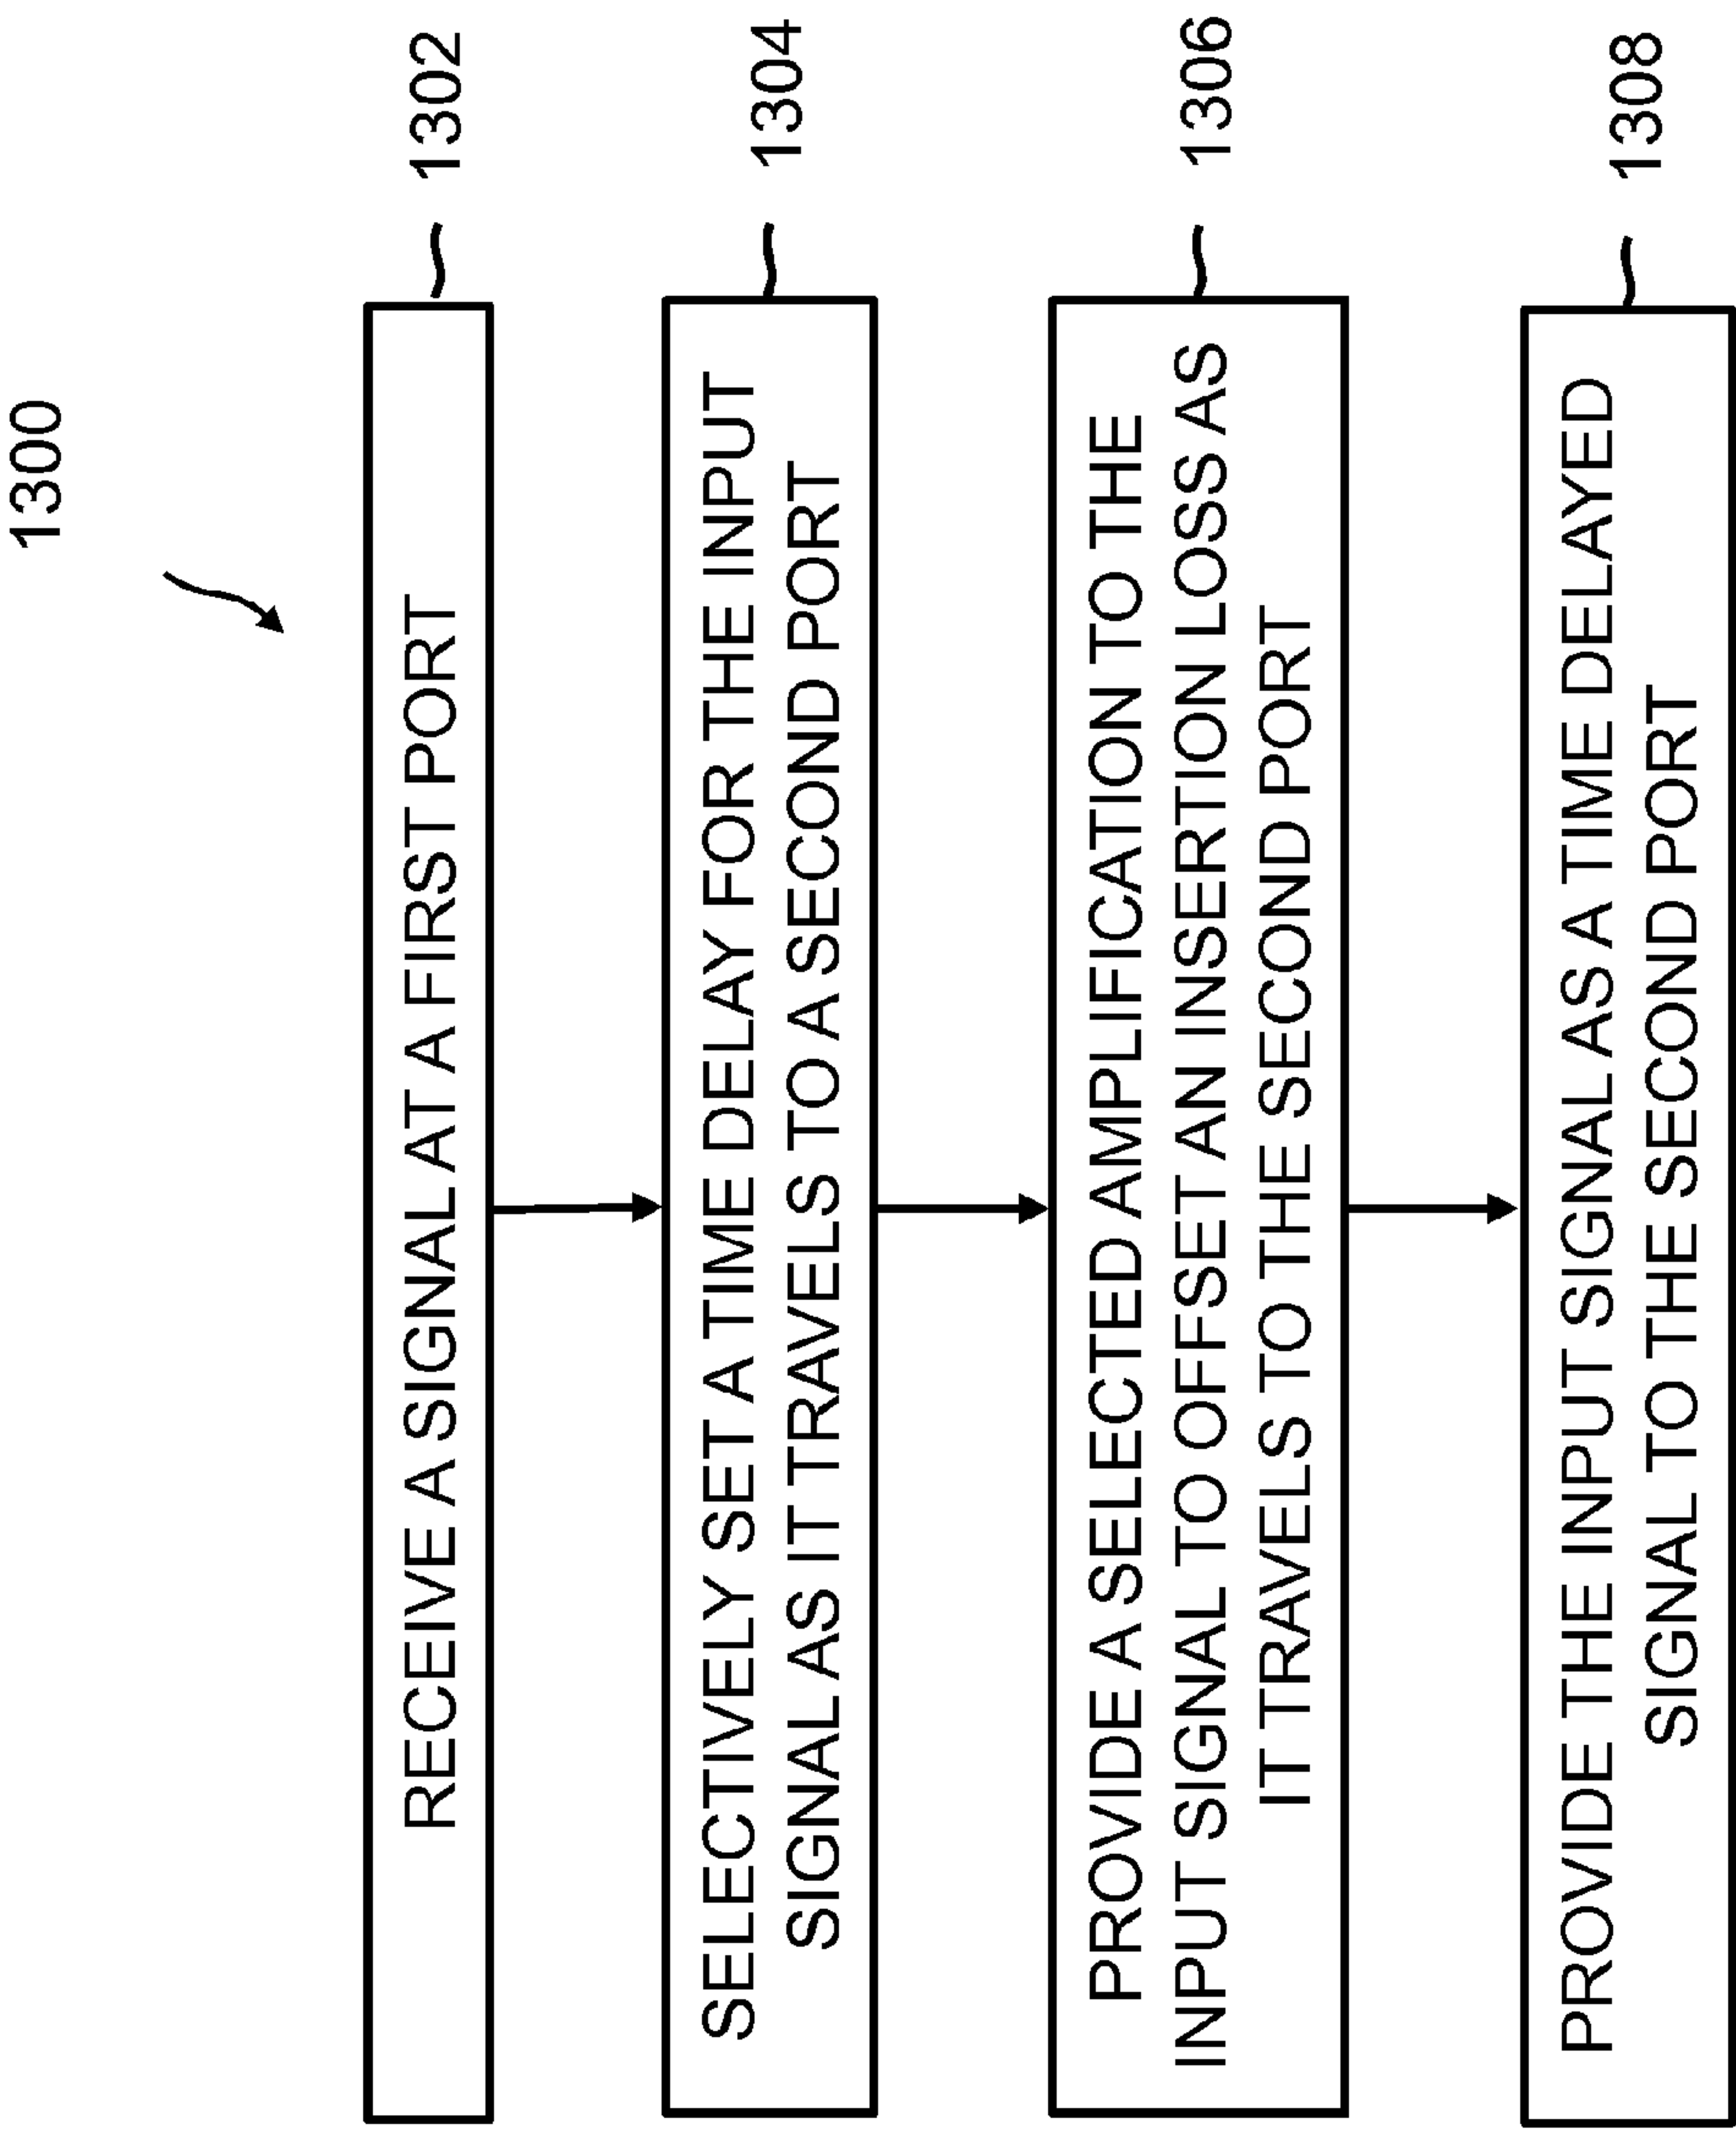 1300
RECEIVE A SIGNAL AT A FIRST PORT
1302
SELECTIVELY SET A TIME DELAY FOR THE INPUT
SIGNAL AS IT TRAVELS TO A SECOND PORT
1304
PROVIDE A SELECTED AMPLIFICATION TO THE
INPUT SIGNAL TO OFFSET AN INSERTION LOSS AS
IT TRAVELS TO THE SECOND PORT
1306
PROVIDE THE INPUT SIGNAL AS A TIME DELAYED
SIGNAL TO THE SECOND PORT
1308